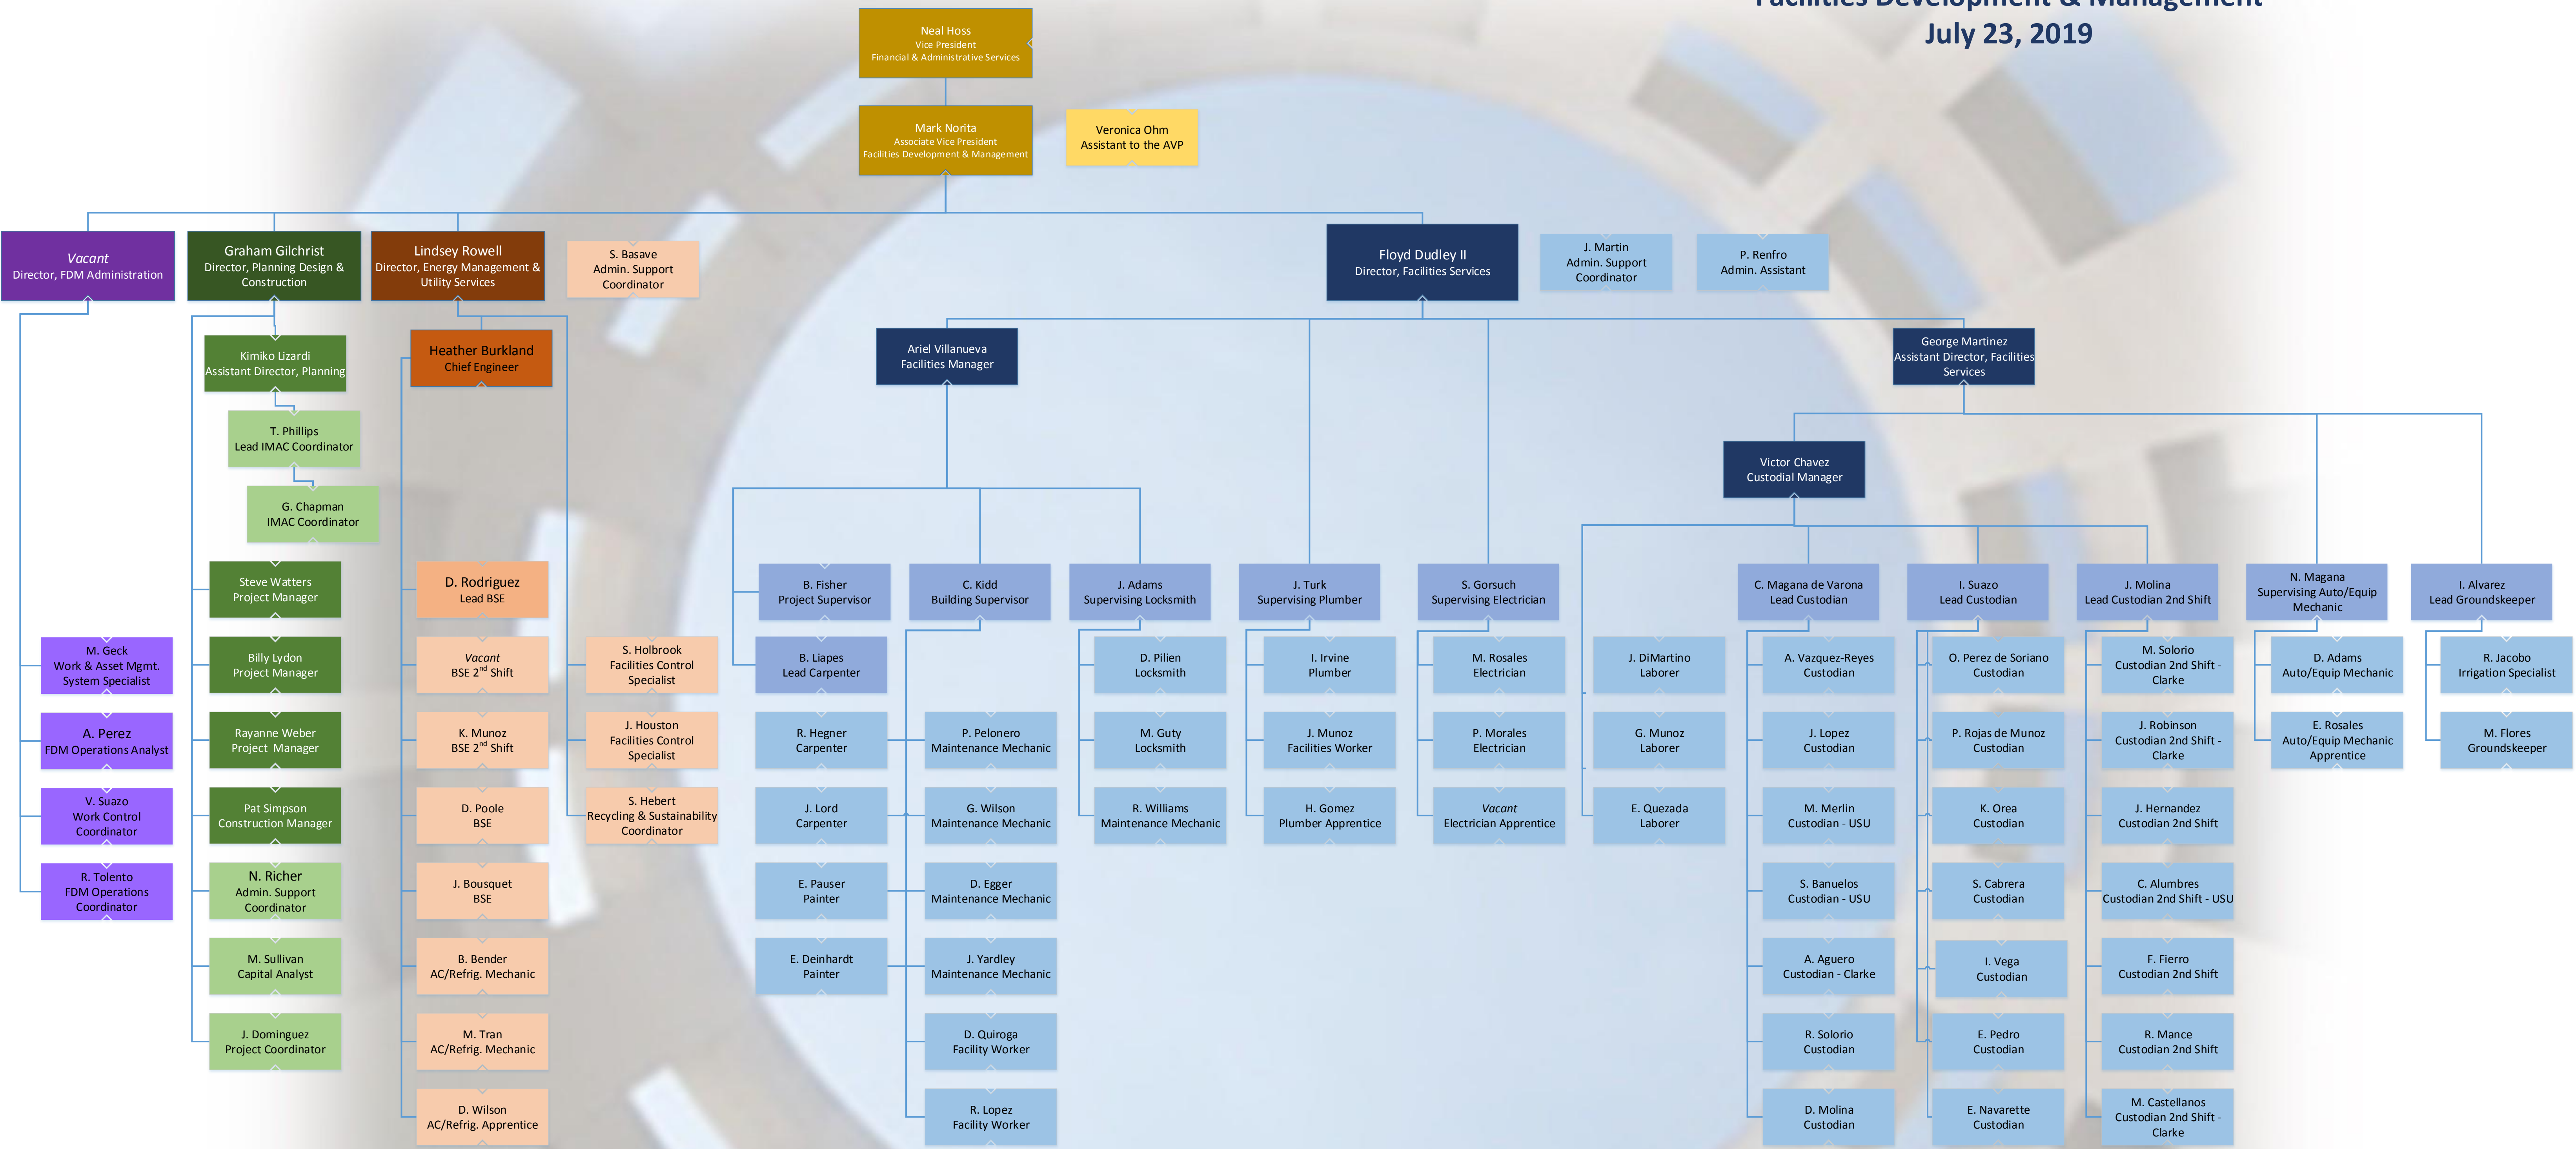 Facilities Development & Management
July 23, 2019
Neal Hoss
Vice President
Financial & Administrative Services
Mark Norita
Associate Vice President
Facilities Development & Management
Veronica Ohm
Assistant to the AVP
Vacant
Director, FDM Administration
Graham Gilchrist
Director, Planning Design &
Construction
Lindsey Rowell
Director, Energy Management &
Utility Services
S. Basave
Admin. Support
Coordinator
Floyd Dudley II
Director, Facilities Services
J. Martin
Admin. Support
Coordinator
P. Renfro
Admin. Assistant
Kimiko Lizardi
Assistant Director, Planning
Heather Burkland
Chief Engineer
Ariel Villanueva
Facilities Manager
George Martinez
Assistant Director, Facilities
Services
T. Phillips
Lead IMAC Coordinator
Victor Chavez
Custodial Manager
G. Chapman
IMAC Coordinator
Steve Watters
Project Manager
D. Rodriguez
Lead BSE
B. Fisher
Project Supervisor
C. Kidd
Building Supervisor
J. Adams
Supervising Locksmith
J. Turk
Supervising Plumber
S. Gorsuch
Supervising Electrician
C. Magana de Varona
Lead Custodian
I. Suazo
Lead Custodian
J. Molina
Lead Custodian 2nd Shift
N. Magana
Supervising Auto/Equip
Mechanic
I. Alvarez
Lead Groundskeeper
M. Geck
Work & Asset Mgmt.
System Specialist
Billy Lydon
Project Manager
Vacant
BSE 2nd Shift
S. Holbrook
Facilities Control
Specialist
B. Liapes
Lead Carpenter
D. Pilien
Locksmith
I. Irvine
Plumber
M. Rosales
Electrician
J. DiMartino
Laborer
A. Vazquez-Reyes
Custodian
O. Perez de Soriano
Custodian
M. Solorio
Custodian 2nd Shift -
Clarke
D. Adams
Auto/Equip Mechanic
R. Jacobo
Irrigation Specialist
A. Perez
FDM Operations Analyst
Rayanne Weber
Project Manager
K. Munoz
BSE 2nd Shift
J. Houston
Facilities Control
Specialist
R. Hegner
Carpenter
P. Pelonero
Maintenance Mechanic
M. Guty
Locksmith
J. Munoz
Facilities Worker
P. Morales
Electrician
G. Munoz
Laborer
J. Lopez
Custodian
P. Rojas de Munoz
Custodian
J. Robinson
Custodian 2nd Shift -
Clarke
E. Rosales
Auto/Equip Mechanic
Apprentice
M. Flores
Groundskeeper
V. Suazo
Work Control
Coordinator
Pat Simpson
Construction Manager
D. Poole
BSE
S. Hebert
Recycling & Sustainability
Coordinator
J. Lord
Carpenter
G. Wilson
Maintenance Mechanic
R. Williams
Maintenance Mechanic
H. Gomez
Plumber Apprentice
Vacant
Electrician Apprentice
E. Quezada
Laborer
M. Merlin
Custodian - USU
K. Orea
Custodian
J. Hernandez
Custodian 2nd Shift
R. Tolento
FDM Operations
Coordinator
N. Richer
Admin. Support
Coordinator
J. Bousquet
BSE
E. Pauser
Painter
D. Egger
Maintenance Mechanic
S. Banuelos
Custodian - USU
S. Cabrera
Custodian
C. Alumbres
Custodian 2nd Shift - USU
M. Sullivan
Capital Analyst
B. Bender
AC/Refrig. Mechanic
E. Deinhardt
Painter
J. Yardley
Maintenance Mechanic
A. Aguero
Custodian - Clarke
I. Vega
Custodian
F. Fierro
Custodian 2nd Shift
J. Dominguez
Project Coordinator
M. Tran
AC/Refrig. Mechanic
D. Quiroga
Facility Worker
R. Solorio
Custodian
E. Pedro
Custodian
R. Mance
Custodian 2nd Shift
D. Wilson
AC/Refrig. Apprentice
R. Lopez
Facility Worker
D. Molina
Custodian
E. Navarette
Custodian
M. Castellanos
Custodian 2nd Shift -
Clarke